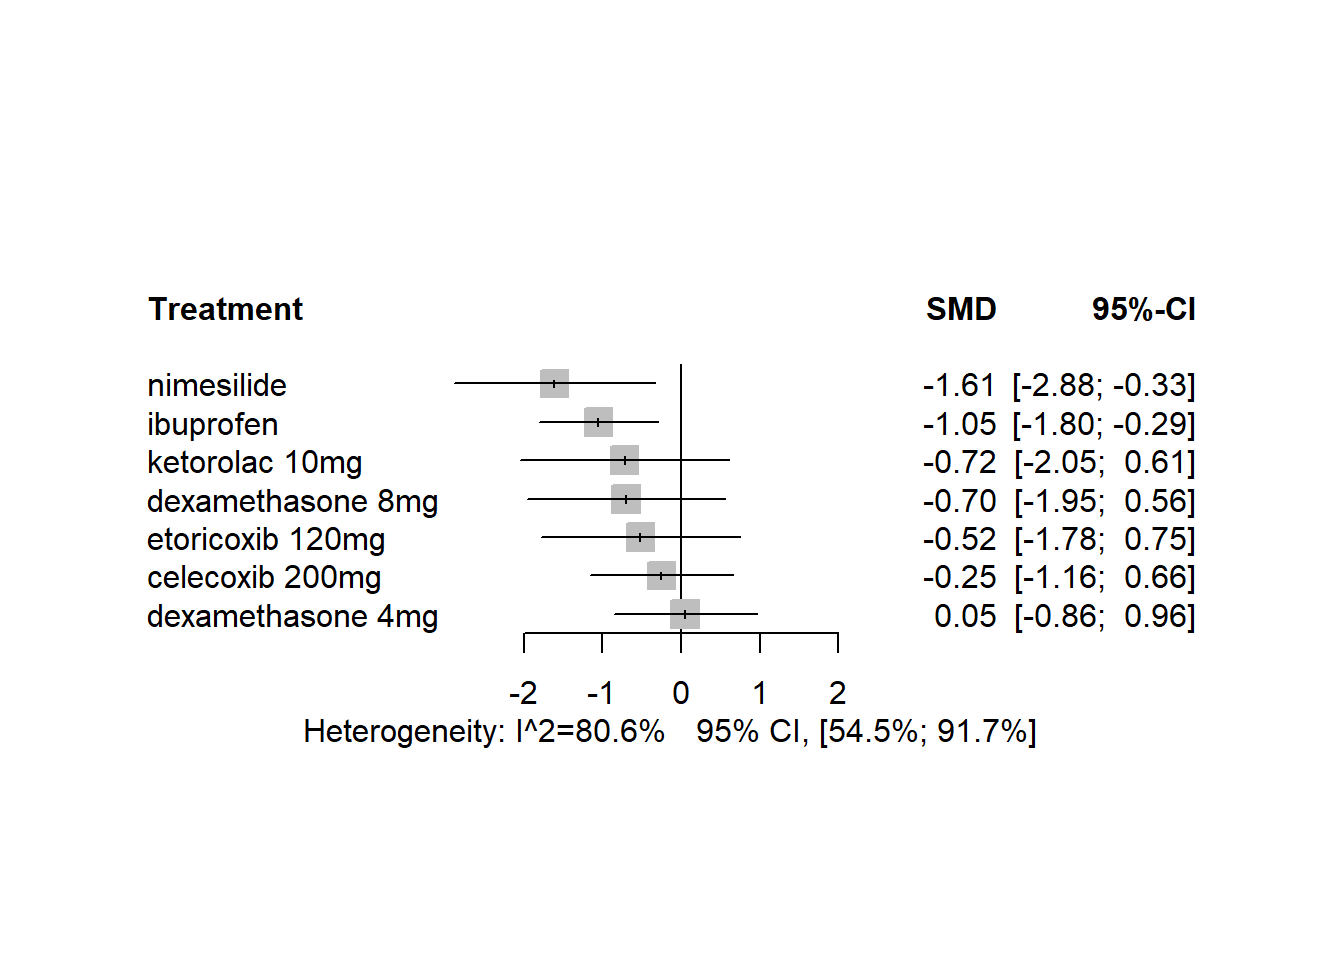 Treatment SMD 95%-CI
nimesilide -1.61 [-2.88; -0.33]
ibuprofen -1.05 [-1.80; -0.29]
ketorolac 10mg -0.72 [-2.05; 0.61]
dexamethasone 8mg -0.70 [-1.95; 0.56]
etoricoxib 120mg -0.52 [-1.78; 0.75]
celecoxib 200mg -0.25 [-1.16; 0.66]
dexamethasone 4mg 0.05 [-0.86; 0.96]
-2 -1 0 1 2
Heterogeneity: I^2=80.6% 95% CI, [54.5%; 91.7%]